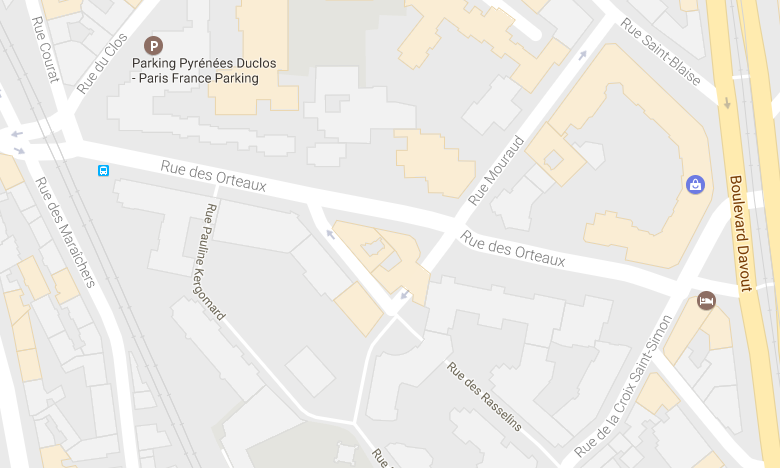 Rue Courat
Rue du Clos
P
Parking Pyrénées Duclos
- Paris France Parking
Rue Saint-Blaise
Rue Mouraud
Rue des Orteaux
Rue des Maraîchers
Rue Pauline Kergomard
Rue des Orteaux
Boulevard Davout
Rue de la Croix Saint-Simon
Rue des Rasselins
Rue